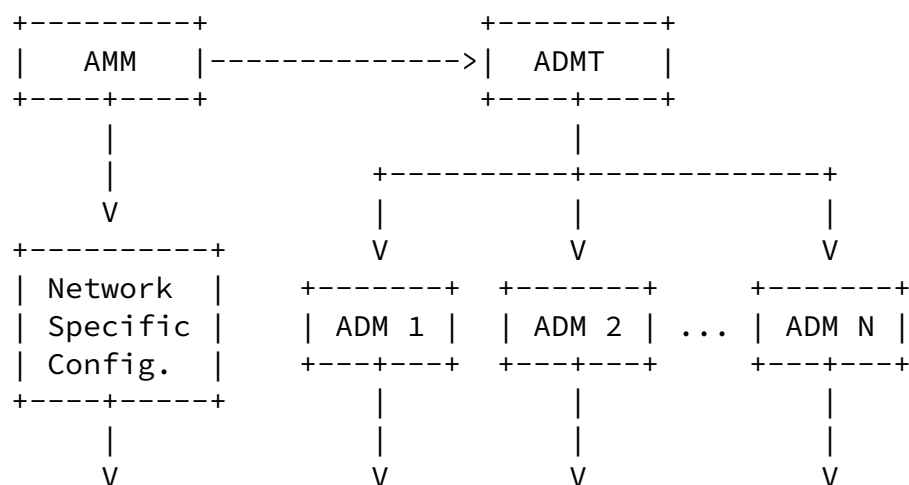 +---------+                    +---------+
|   AMM   |------------------->|  ADMT   |
+----+----+                    +----+----+
|                              |
|                +-------------+-------------+
V                |             |             |
+----------+     V             V             V
| Network  |  +-------+  +-------+     +-------+
| Specific |  | ADM 1 |  | ADM 2 | ... | ADM N |
| Config.  |  +---+---+  +---+---+     +---+---+
+----+-----+      |          |             |
|                 |          |             |
V                 V          V             V